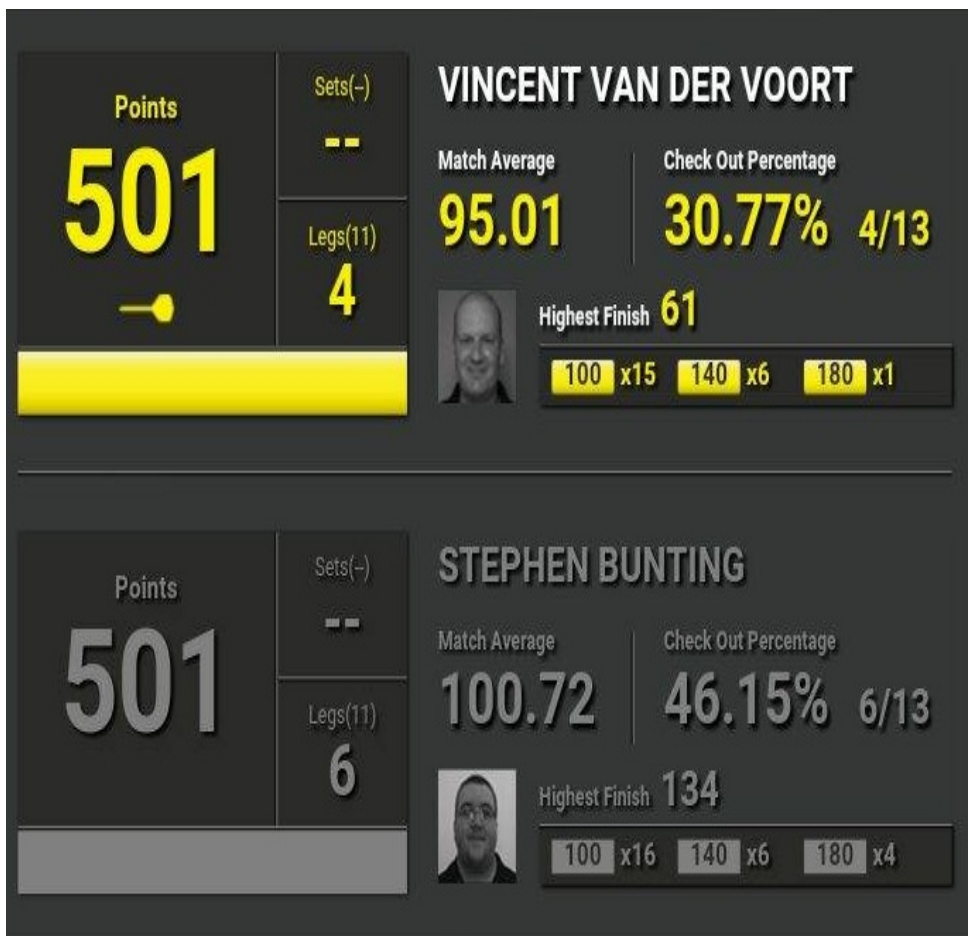 Points
501
Sets(--)
--
Legs(11)
4
VINCENT VAN DER VOORT
Match Average
95.01
Check Out Percentage
30.77% 4/13
Highest Finish 61
100 x15 140 x6 180 x1
Points
501
Sets(--)
--
Legs(11)
6
STEPHEN BUNTING
Match Average
100.72
Check Out Percentage
46.15% 6/13
Highest Finish 134
100 x16 140 x6 180 x4